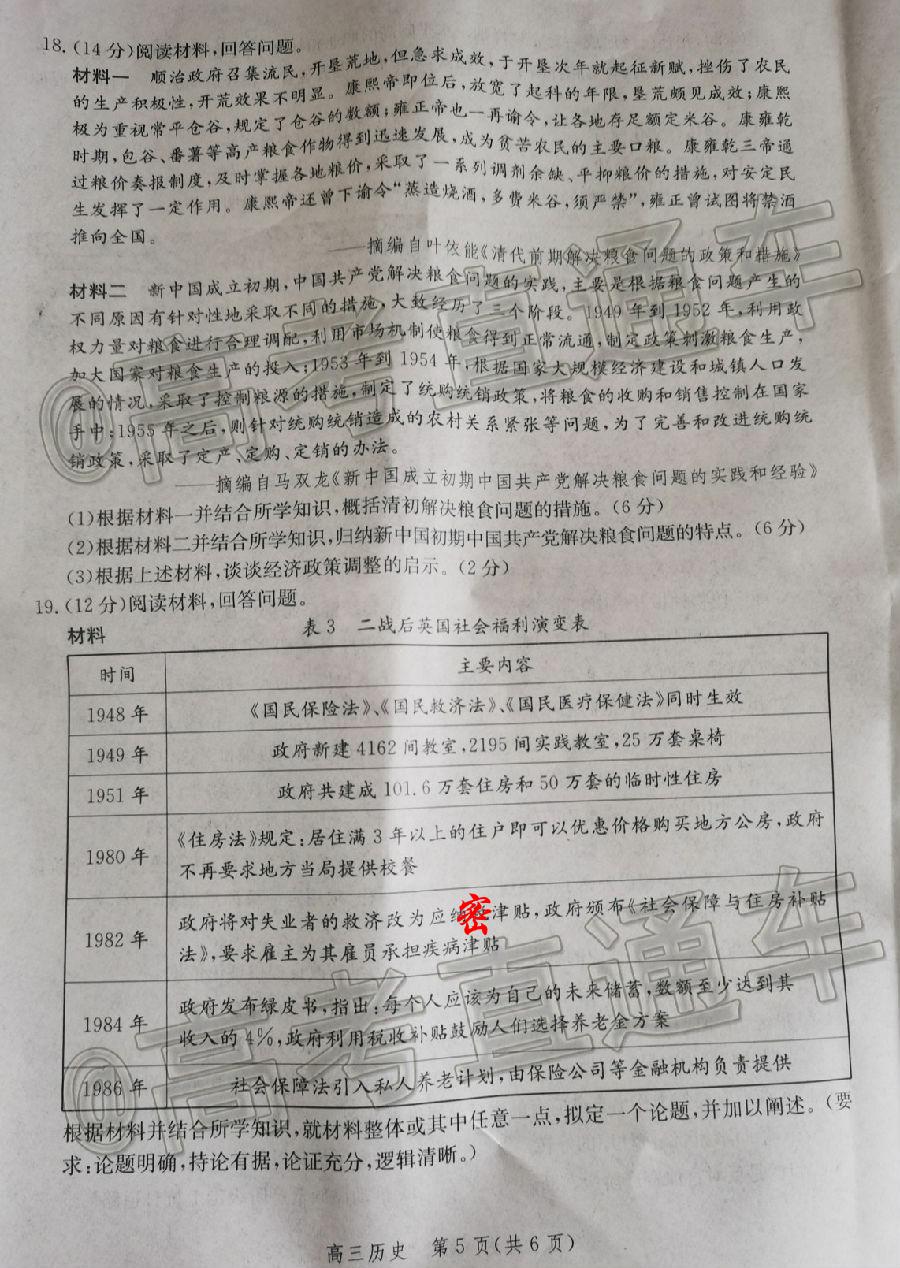 18.(14分)阅读材料,回答问题。
材料一 顺治政府召集流民,开垦荒地,但急求成效,于开垦次年就起征新赋,挫伤了农民
的生产积极性,开荒效果不明显。康熙帝即位后,放宽了起科的年限,垦荒颇见成效;康熙
极为重视常平仓谷,规定了仓谷的数额;雍正帝也一再谕令,让各地存足额定米谷。康雍乾
时期,包谷、番薯等高产粮食作物得到迅速发展,成为贫苦农民的主要口粮。康雍乾三帝通
过粮价奏报制度,及时掌握各地粮价,采取了一系列调剂余缺、平抑粮价的措施,对安定民
生发挥了一定作用。康熙帝还曾下谕令“蒸造烧酒,多费米谷,须严禁”,雍正曾试图将禁酒
推向全国。
——摘编自叶依能《清代前期解决粮食问题的政策和措施》
材料二 新中国成立初期,中国共产党解决粮食问题的实践,主要是根据粮食问题产生的
不同原因有针对性地采取不同的措施,大致经历了三个阶段。1949年到1952年,利用政
权力量对粮食进行合理调配,利用市场机制使粮食得到正常流通,制定政策刺激粮食生产,
加大国家对粮食生产的投入;1953年到1954年,根据国家大规模经济建设和城镇人口发
展的情况,采取了控制粮源的措施,制定了统购统销政策,将粮食的收购和销售控制在国家
手中;1955年之后,则针对统购统销造成的农村关系紧张等问题,为了完善和改进统购统
销政策,采取了定产、定购、定销的办法。
——摘编自马双龙《新中国成立初期中国共产党解决粮食问题的实践和经验》
(1)根据材料一并结合所学知识,概括清初解决粮食问题的措施。(6分)
(2)根据材料二并结合所学知识,归纳新中国初期中国共产党解决粮食问题的特点。(6分)
(3)根据上述材料,谈谈经济政策调整的启示。(2分)
19.(12分)阅读材料,回答问题。
材料
表3 二战后英国社会福利演变表
时间 主要内容
1948年 《国民保险法》、《国民救济法》、《国民医疗保健法》同时生效
1949年 政府新建4162间教室,2195间实践教室,25万套桌椅
1951年 政府共建成101.6万套住房和50万套的临时性住房
1980年 《住房法》规定:居住满3年以上的住户即可以优惠价格购买地方公房,政府
不再要求地方当局提供校餐
1982年 政府将对失业者的救济改为应纳 津贴,政府颁布《社会保障与住房补贴
法》,要求雇主为其雇员承担疾病津贴
密
1984年 政府发布绿皮书,指出:每个人应该为自己的未来储蓄,数额至少达到其
收入的4%,政府利用税收补贴鼓励人们选择养老金方案
1986年 社会保障法引入私人养老计划,由保险公司等金融机构负责提供
根据材料并结合所学知识,就材料整体或其中任意一点,拟定一个论题,并加以阐述。(要
求:论题明确,持论有据,论证充分,逻辑清晰。)
高三历史 第5页(共6页)
@高考直通车
@高考直通车